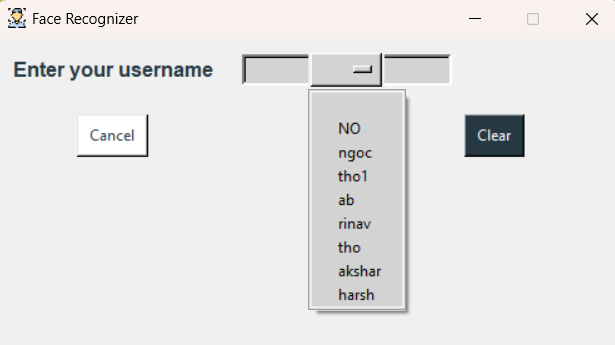 Face Recognizer
Enter your username
Cancel
Clear
NO
ngoc
tho1
ab
rinav
tho
akshar
harsh